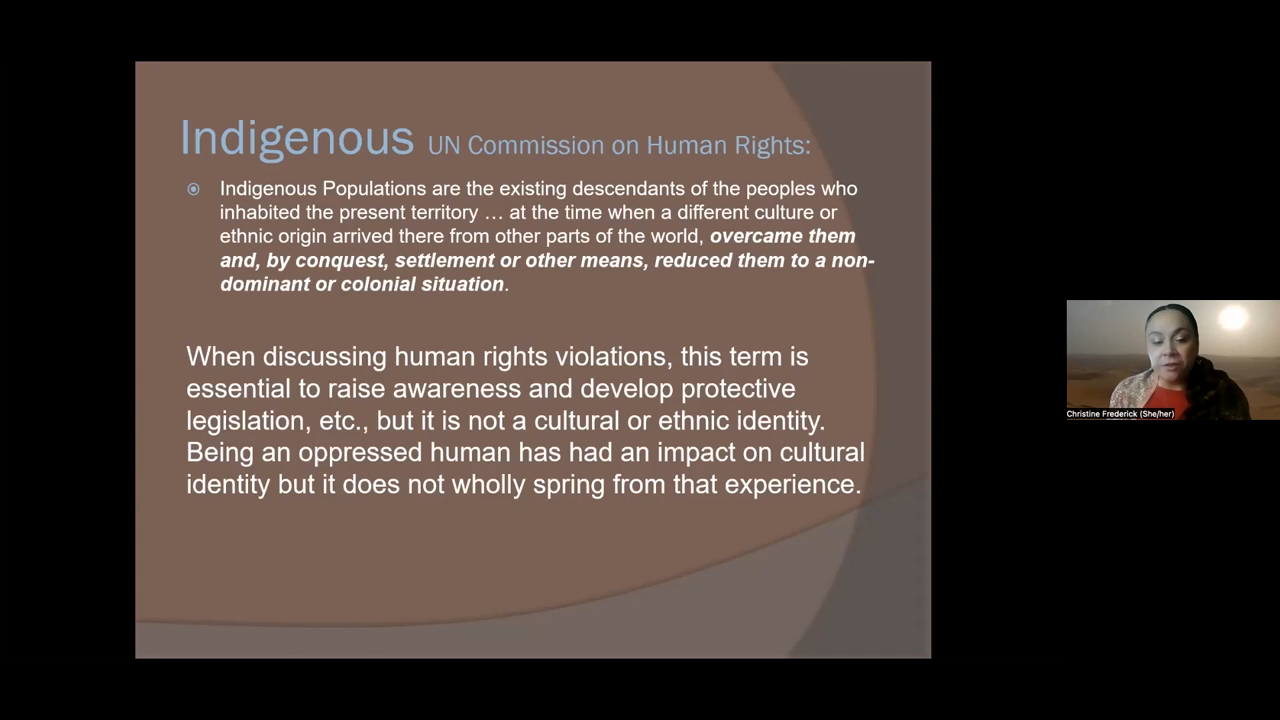 Indigenous UN Commission on Human Rights:
Indigenous Populations are the existing descendants of the peoples who
inhabited the present territory … at the time when a different culture or
ethnic origin arrived there from other parts of the world, overcame them
and, by conquest, settlement or other means, reduced them to a non-
dominant or colonial situation.
When discussing human rights violations, this term is
essential to raise awareness and develop protective
legislation, etc., but it is not a cultural or ethnic identity.
Being an oppressed human has had an impact on cultural
identity but it does not wholly spring from that experience.
Christine Frederick (She/her)